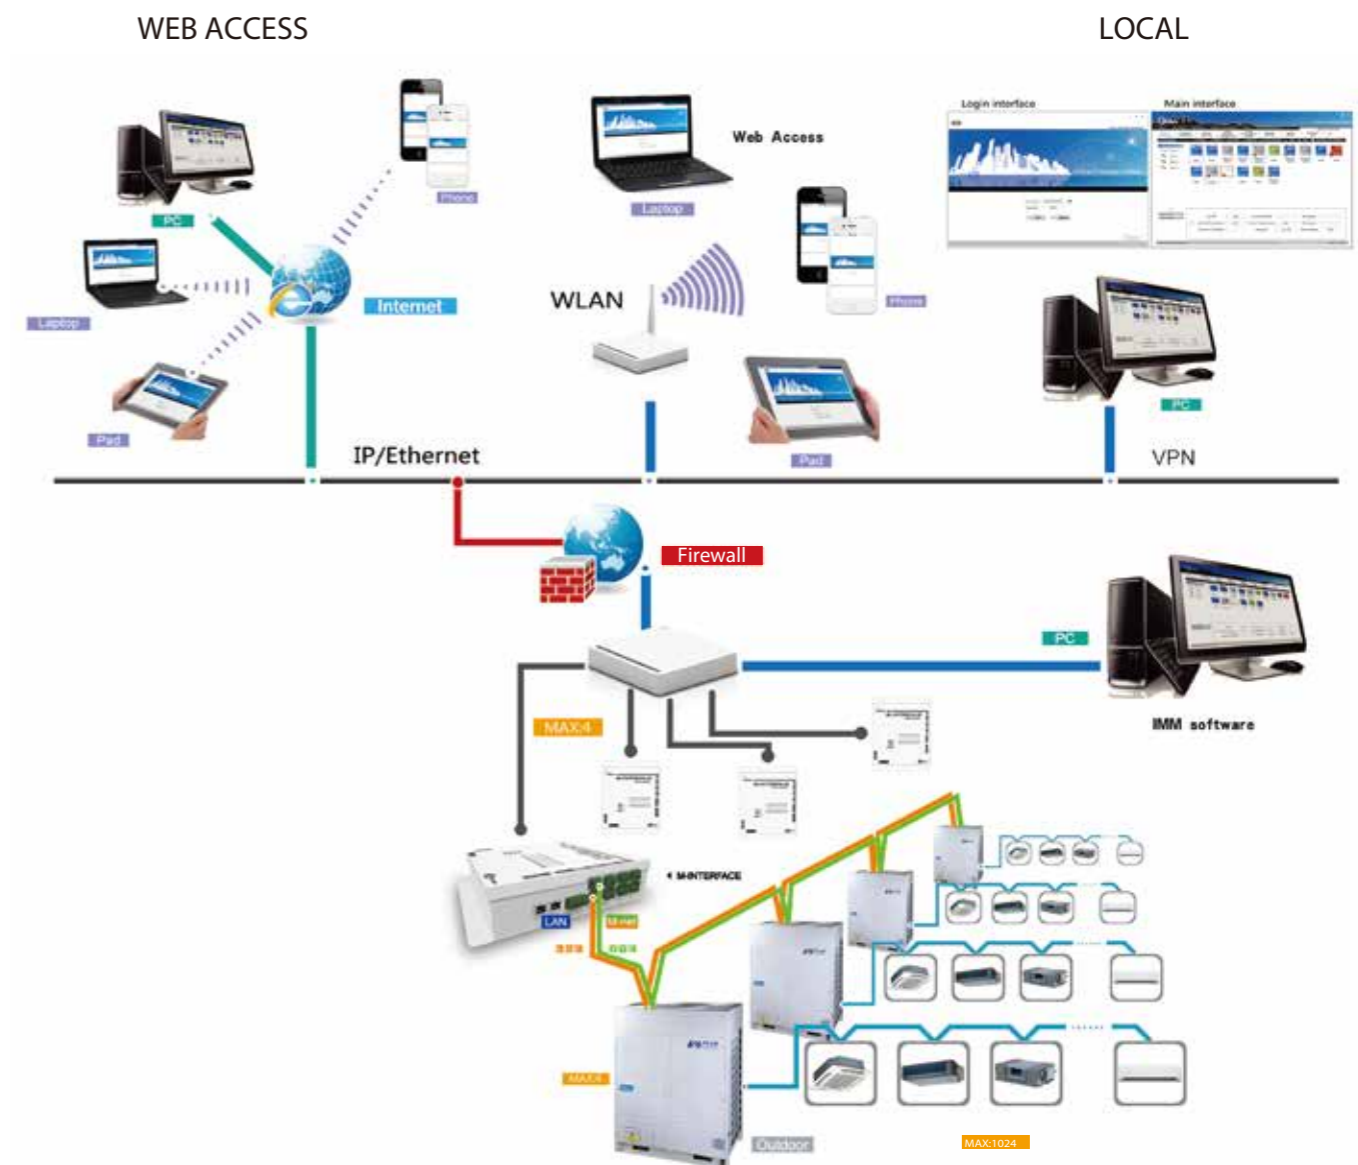 WEB ACCESS
LOCAL
Login interface
Main interface
Web Access
Phone
PC
Laptop
Phone
Internet
WLAN
Laptop
PC
Pad
Pad
IP/Ethernet
VPN
Firewall
PC
MAX:4
IMM software
M-INTERFACE
LAN
M-net
MAX:4
Outdoor
MAX:1024